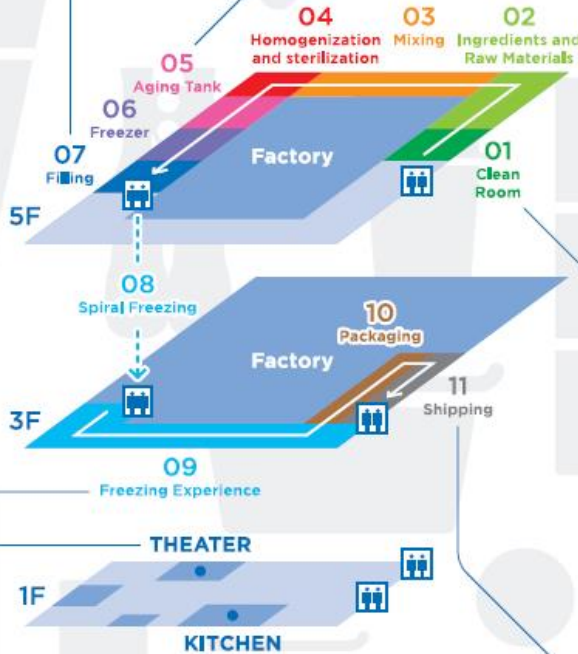 04
Homogenization
and sterilization
03
Mixing
02
Ingredients and
Raw Materials
05
Aging Tank
06
Freezer
07
Filling
Factory
01
Clean
Room
5F
08
Spiral Freezing
10
Packaging
Factory
11
Shipping
3F
09
Freezing Experience
THEATER
1F
KITCHEN